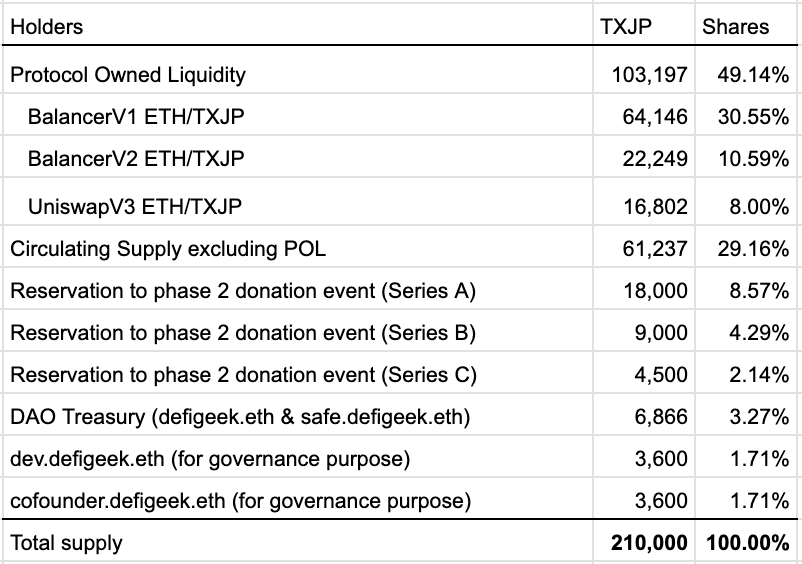 Holders TXJP Shares
Protocol Owned Liquidity 103,197 49.14%
BalancerV1 ETH/TXJP 64,146 30.55%
BalancerV2 ETH/TXJP 22,249 10.59%
UniswapV3 ETH/TXJP 16,802 8.00%
Circulating Supply excluding POL 61,237 29.16%
Reservation to phase 2 donation event (Series A) 18,000 8.57%
Reservation to phase 2 donation event (Series B) 9,000 4.29%
Reservation to phase 2 donation event (Series C) 4,500 2.14%
DAO Treasury (defigeek.eth & safe.defigeek.eth) 6,866 3.27%
dev.defigeek.eth (for governance purpose) 3,600 1.71%
cofounder.defigeek.eth (for governance purpose) 3,600 1.71%
Total supply 210,000 100.00%